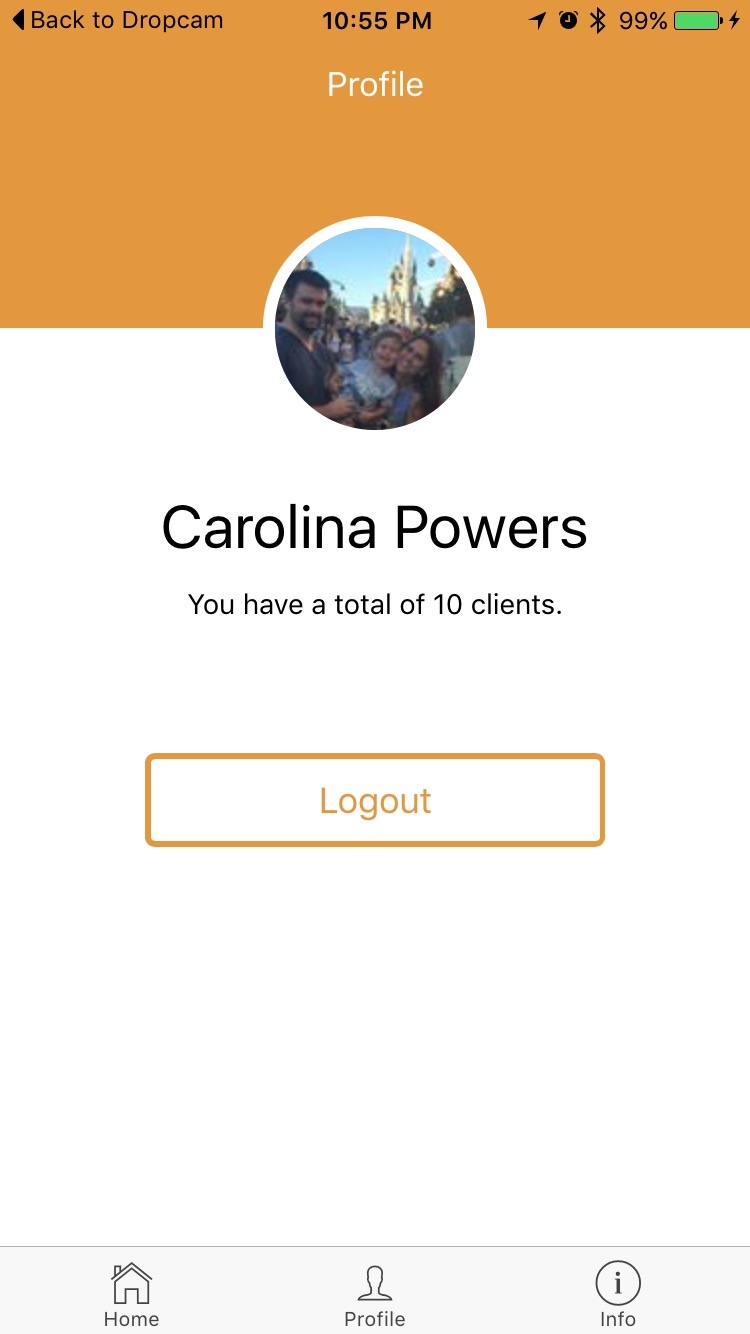 Back to Dropcam 10:55 PM 99%
Profile
Carolina Powers
You have a total of 10 clients.
Logout
Home Profile Info